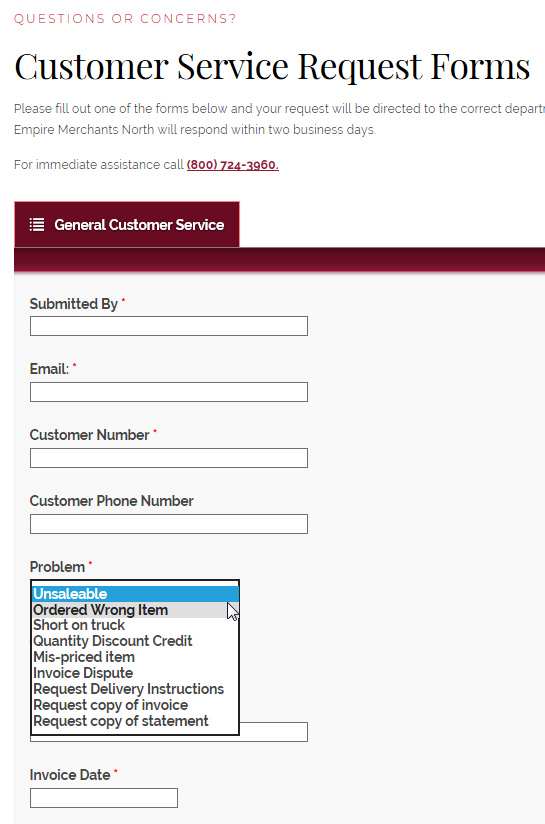 QUESTIONS OR CONCERNS?
Customer Service Request Forms
Please fill out one of the forms below and your request will be directed to the correct
Empire Merchants North will respond within two business days.
For immediate assistance call (800) 724-3960.
General Customer Service
Submitted By *
Email: *
Customer Number *
Customer Phone Number
Problem *
Unsaleable
Ordered Wrong Item
Short on truck
Quantity Discount Credit
Mis-priced item
Invoice Dispute
Request Delivery Instructions
Request copy of invoice
Request copy of statement
Invoice Date *